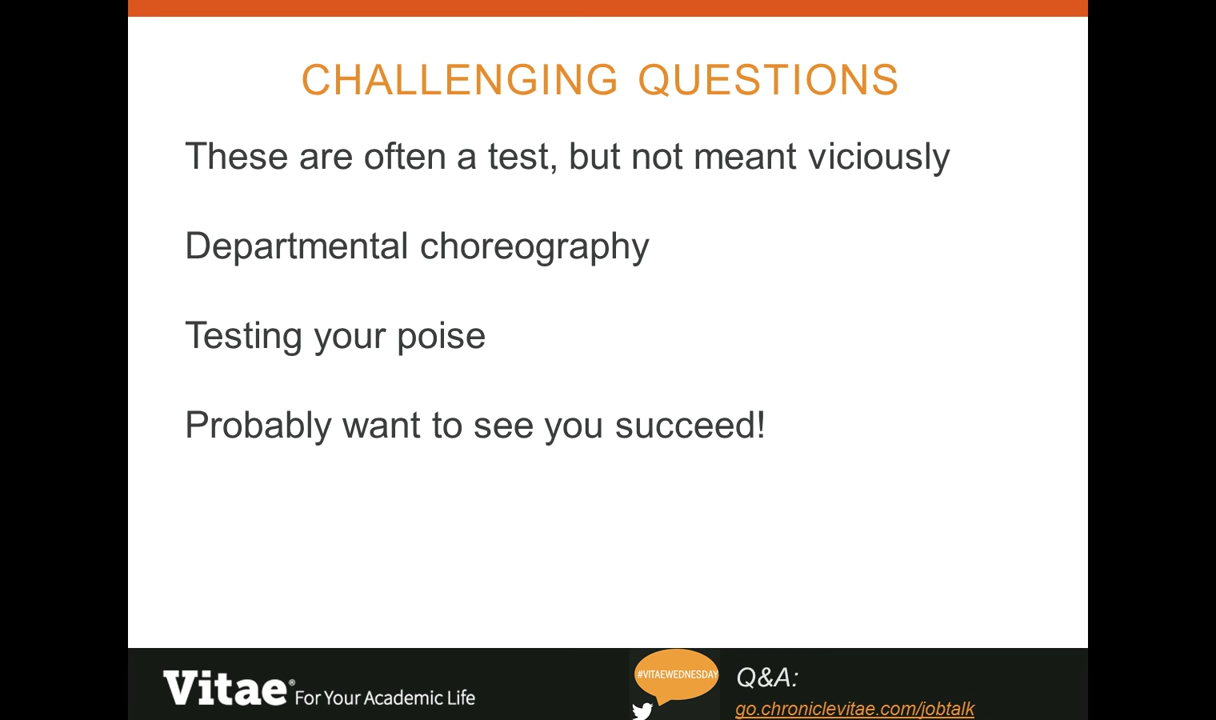 CHALLENGING QUESTIONS
These are often a test, but not meant viciously
Departmental choreography
Testing your poise
Probably want to see you succeed!
Vitae® For Your Academic Life
#VITAEWEDNESDAY
Q&A:
go.chroniclevitae.com/jobtalk